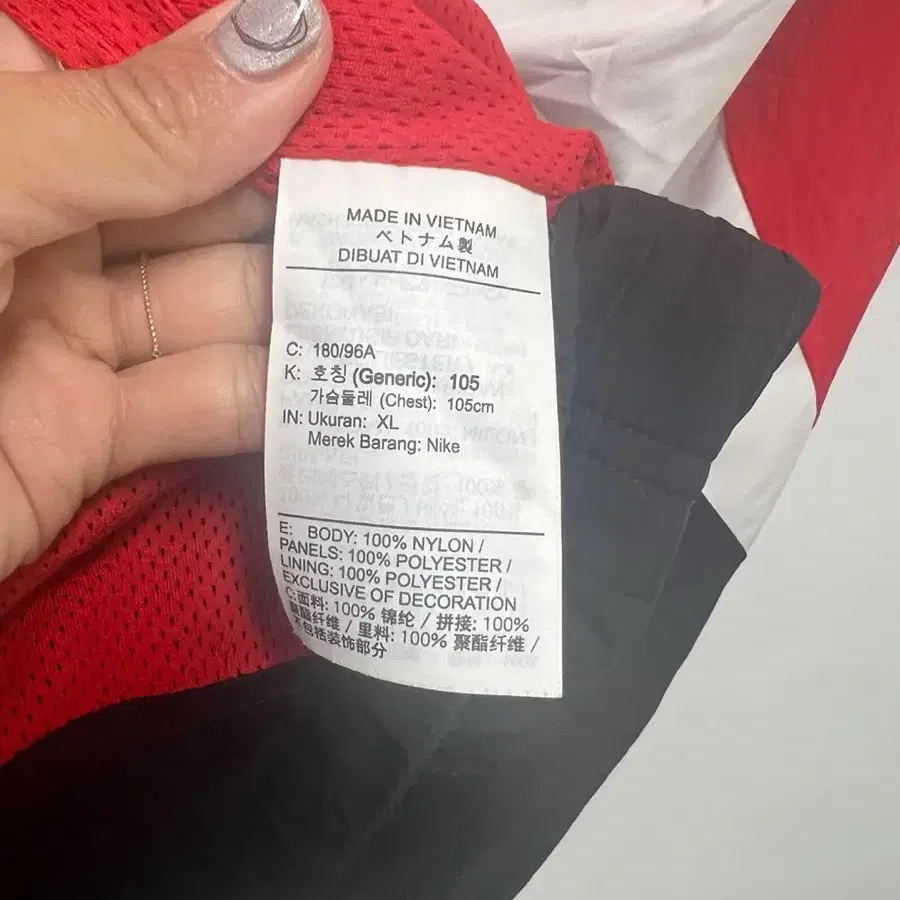 MADE IN VIETNAM
ベトナム製
DIBUAT DI VIETNAM
C: 180/96A
K: 호칭 (Generic): 105
가슴둘레 (Chest): 105cm
IN: Ukuran: XL
Merek Barang: Nike
E: BODY: 100% NYLON /
PANELS: 100% POLYESTER /
LINING: 100% POLYESTER /
EXCLUSIVE OF DECORATION
C:面料: 100% 锦纶 / 拼接: 100%
聚酯纤维 / 里料: 100% 聚酯纤维 /
不包括装饰部分